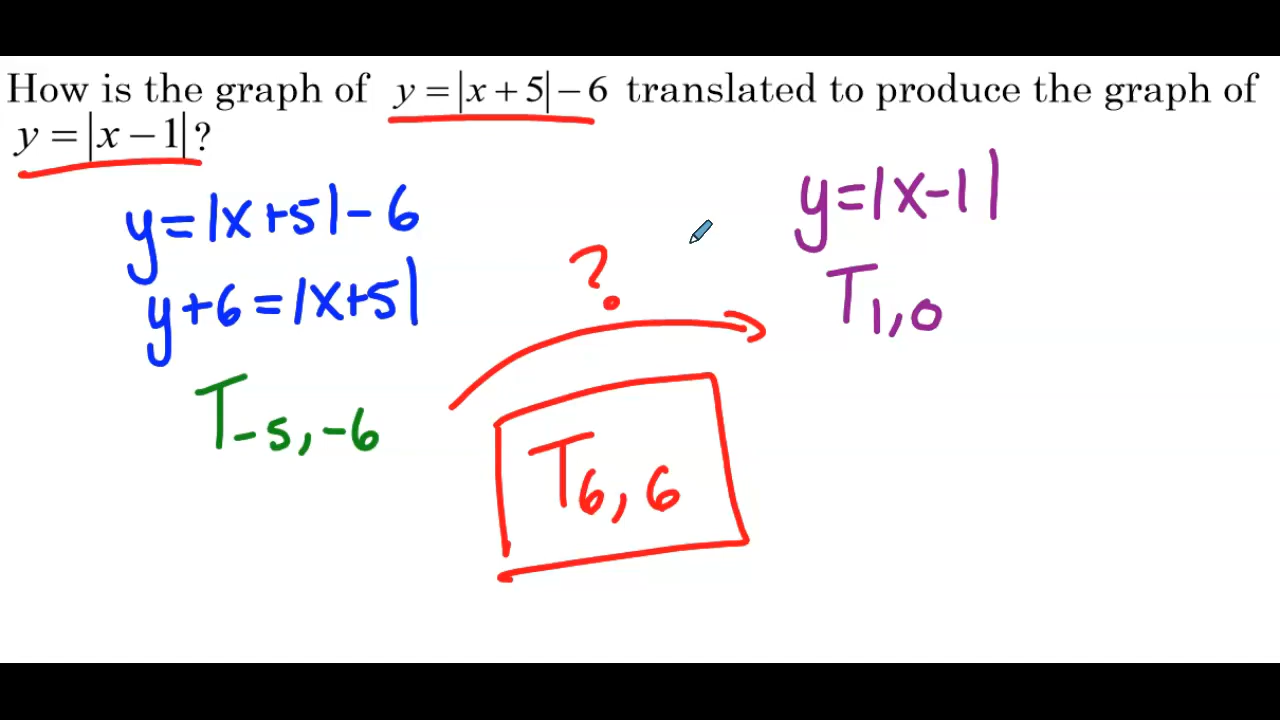 How is the graph of y = |x + 5| − 6 translated to produce the graph of
y = |x − 1| ?
y = |x + 5| − 6
y + 6 = |x + 5|
T−5, −6
?
T6, 6
y = |x − 1|
T1, 0